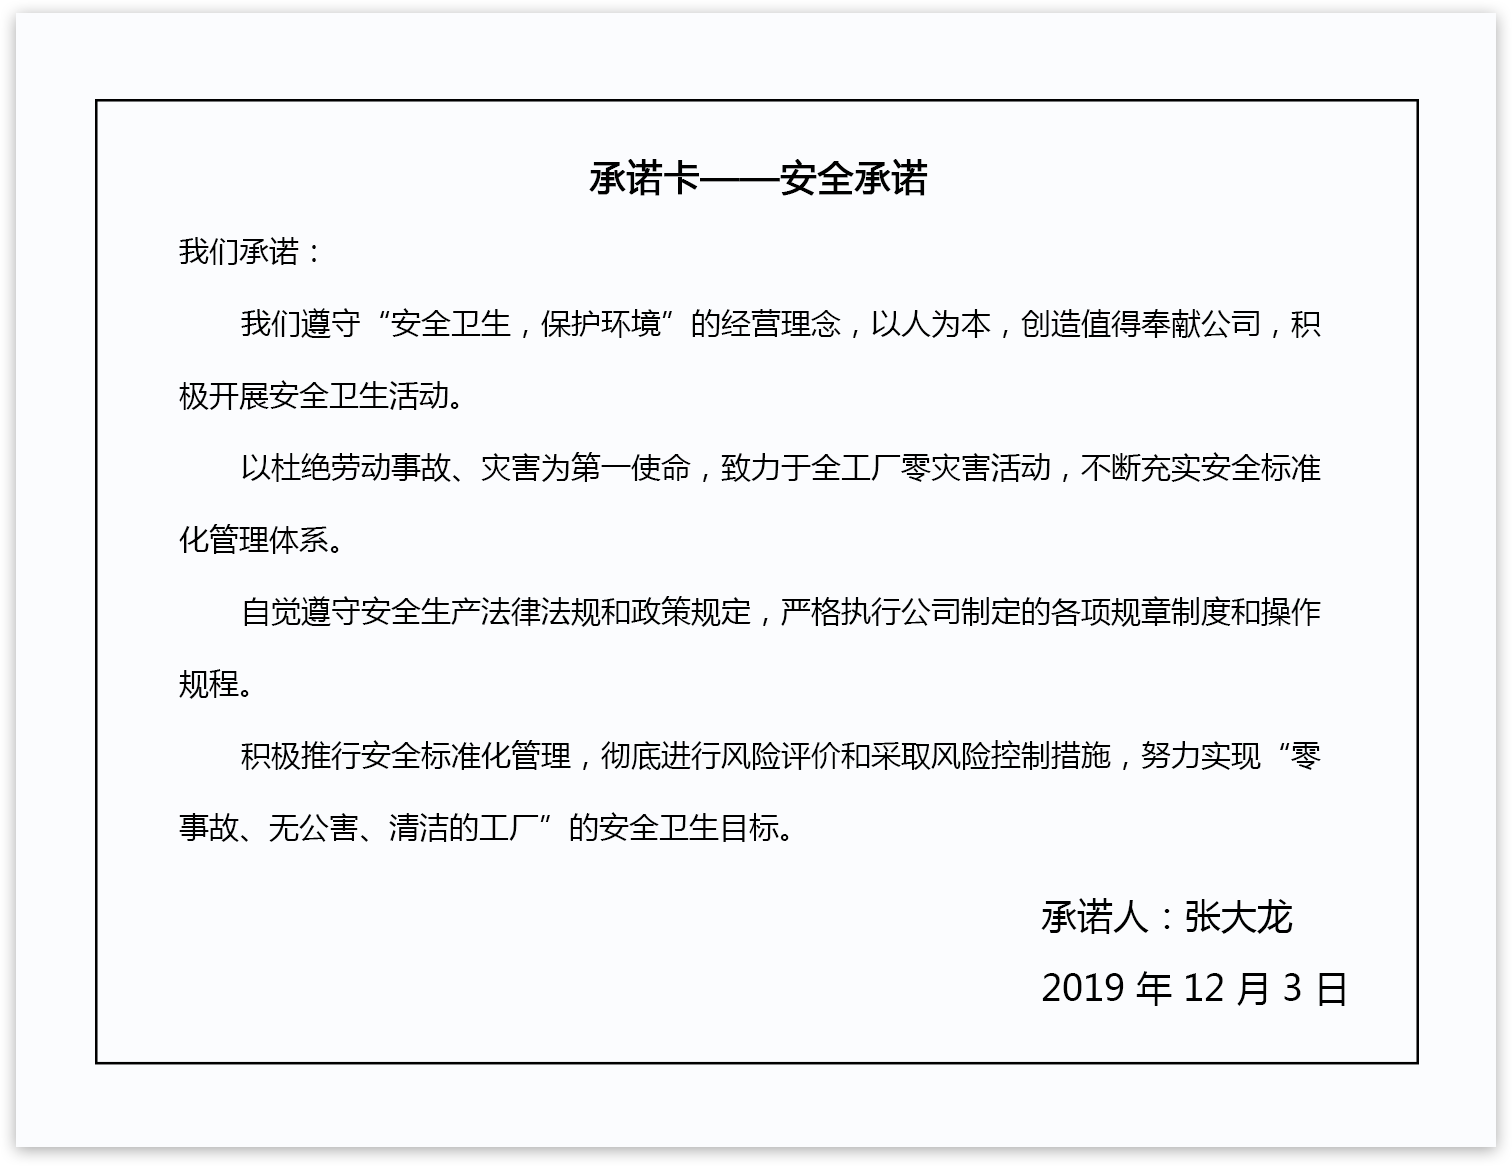 承诺卡——安全承诺
我们承诺：
我们遵守“安全卫生，保护环境”的经营理念，以人为本，创造值得奉献公司，积
极开展安全卫生活动。
以杜绝劳动事故、灾害为第一使命，致力于全工厂零灾害活动，不断充实安全标准
化管理体系。
自觉遵守安全生产法律法规和政策规定，严格执行公司制定的各项规章制度和操作
规程。
积极推行安全标准化管理，彻底进行风险评价和采取风险控制措施，努力实现“零
事故、无公害、清洁的工厂”的安全卫生目标。
承诺人：张大龙
2019 年 12 月 3 日